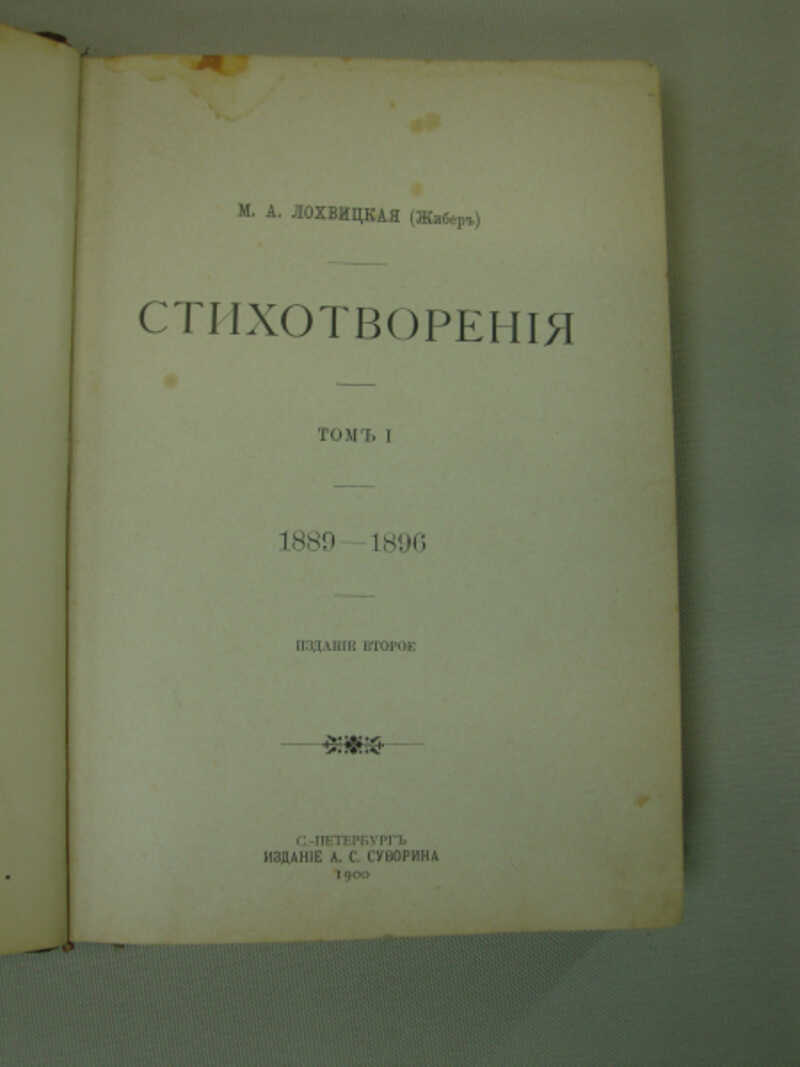 М. А. ЛОХВИЦКАЯ (Жиберъ)
СТИХОТВОРЕНІЯ
ТОМЪ I
1889—1896
ИЗДАНІЕ ВТОРОЕ
С.-ПЕТЕРБУРГЪ
ИЗДАНІЕ А. С. СУВОРИНА
1900